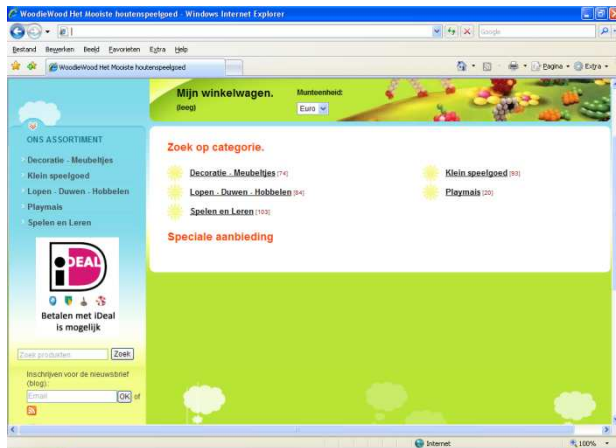 WoodieWood Het Mooiste houtenspeelgoed - Windows Internet Explorer
Google
Bestand Bewerken Beeld Favorieten Extra Help
WoodieWood Het Mooiste houtenspeelgoed
Pagina
Extra
Mijn winkelwagen.
Munteenheid:
(leeg)
Euro
ONS ASSORTIMENT
Decoratie - Meubeltjes
Klein speelgoed
Lopen - Duwen - Hobbelen
Playmais
Spelen en Leren
iDEAL
Betalen met iDeal
is mogelijk
Zoek produkten
Zoek
Inschrijven voor de nieuwsbrief
(blog):
Email
OK
of
Zoek op categorie.
Decoratie - Meubeltjes [74]
Klein speelgoed [93]
Lopen - Duwen - Hobbelen
Playmais [20]
Spelen en Leren [103]
Speciale aanbieding
Internet
100%